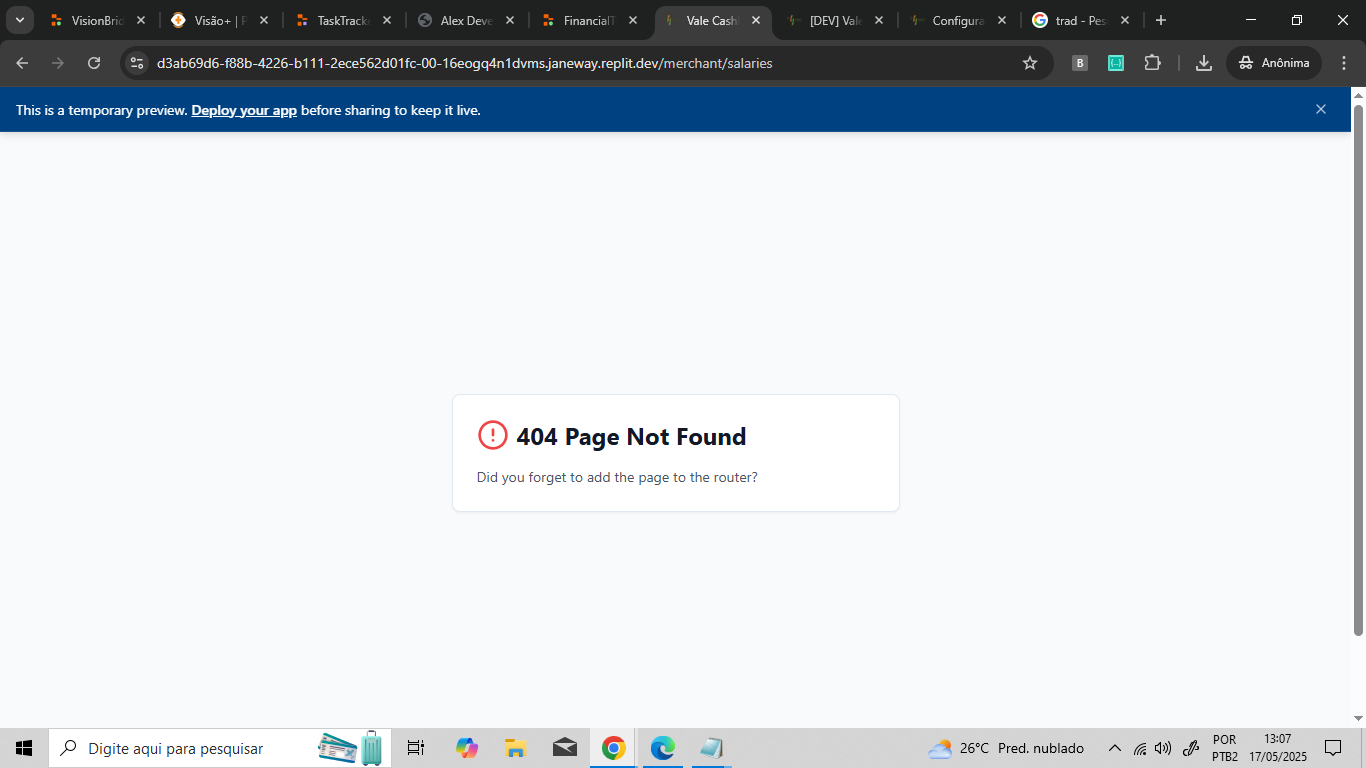 VisionBrid
Visão+ | P
TaskTracke
Alex Deve
FinancialT
Vale Cash
[DEV] Vale
Configura
trad - Pes
d3ab69d6-f88b-4226-b111-2ece562d01fc-00-16eogq4n1dvms.janeway.replit.dev/merchant/salaries
B
Anônima
This is a temporary preview. Deploy your app before sharing to keep it live.
404 Page Not Found
Did you forget to add the page to the router?
Digite aqui para pesquisar
26°C Pred. nublado
POR
PTB2
13:07
17/05/2025